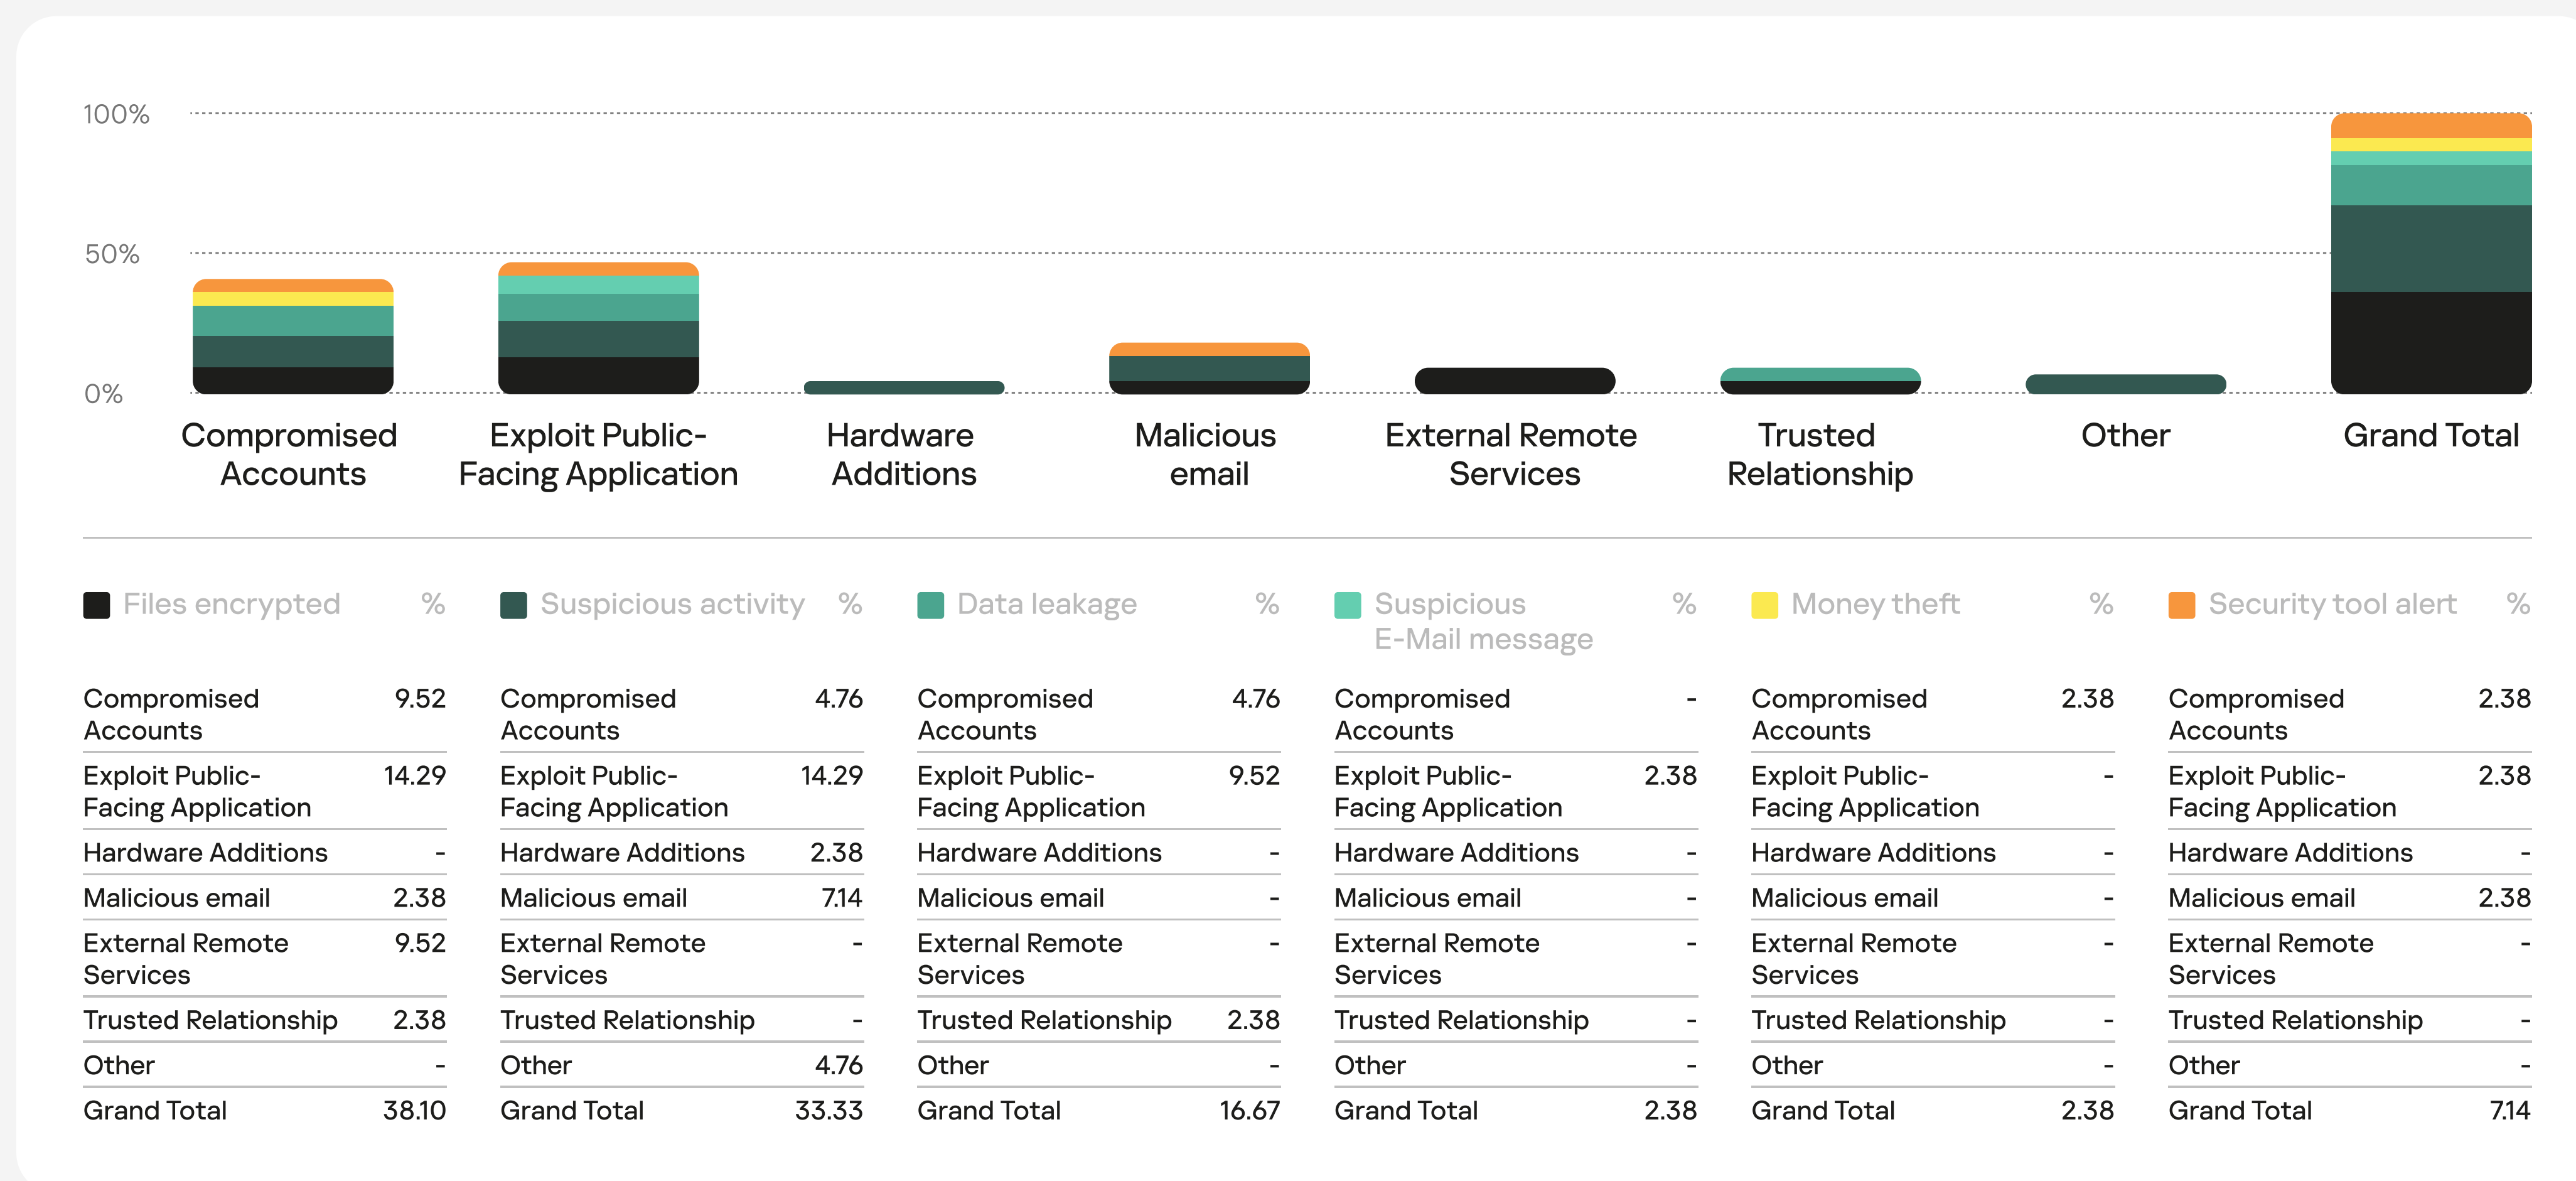 100%
50%
0%
Compromised
Accounts
Exploit Public-
Facing Application
Hardware
Additions
Malicious
email
External Remote
Services
Trusted
Relationship
Other
Grand Total
Files encrypted %
Compromised 9.52
Accounts
Exploit Public- 14.29
Facing Application
Hardware Additions -
Malicious email 2.38
External Remote 9.52
Services
Trusted Relationship 2.38
Other -
Grand Total 38.10
Suspicious activity %
Compromised 4.76
Accounts
Exploit Public- 14.29
Facing Application
Hardware Additions 2.38
Malicious email 7.14
External Remote -
Services
Trusted Relationship -
Other 4.76
Grand Total 33.33
Data leakage %
Compromised 4.76
Accounts
Exploit Public- 9.52
Facing Application
Hardware Additions -
Malicious email -
External Remote -
Services
Trusted Relationship 2.38
Other -
Grand Total 16.67
Suspicious %
E-Mail message
Compromised -
Accounts
Exploit Public- 2.38
Facing Application
Hardware Additions -
Malicious email -
External Remote -
Services
Trusted Relationship -
Other -
Grand Total 2.38
Money theft %
Compromised 2.38
Accounts
Exploit Public- -
Facing Application
Hardware Additions -
Malicious email -
External Remote -
Services
Trusted Relationship -
Other -
Grand Total 2.38
Security tool alert %
Compromised 2.38
Accounts
Exploit Public- 2.38
Facing Application
Hardware Additions -
Malicious email 2.38
External Remote -
Services
Trusted Relationship -
Other -
Grand Total 7.14